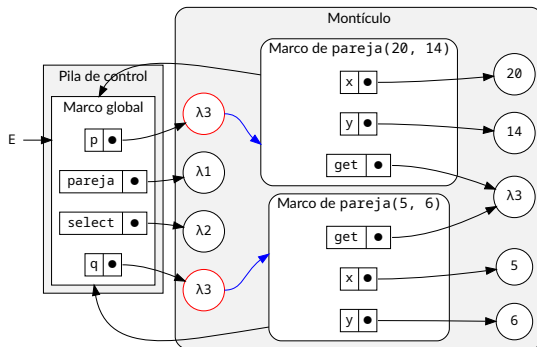 Montículo
Pila de control
Marco global
E
p
pareja
select
q
λ3
λ1
λ2
λ3
Marco de pareja(20, 14)
x
y
get
Marco de pareja(5, 6)
get
x
y
20
14
λ3
5
6